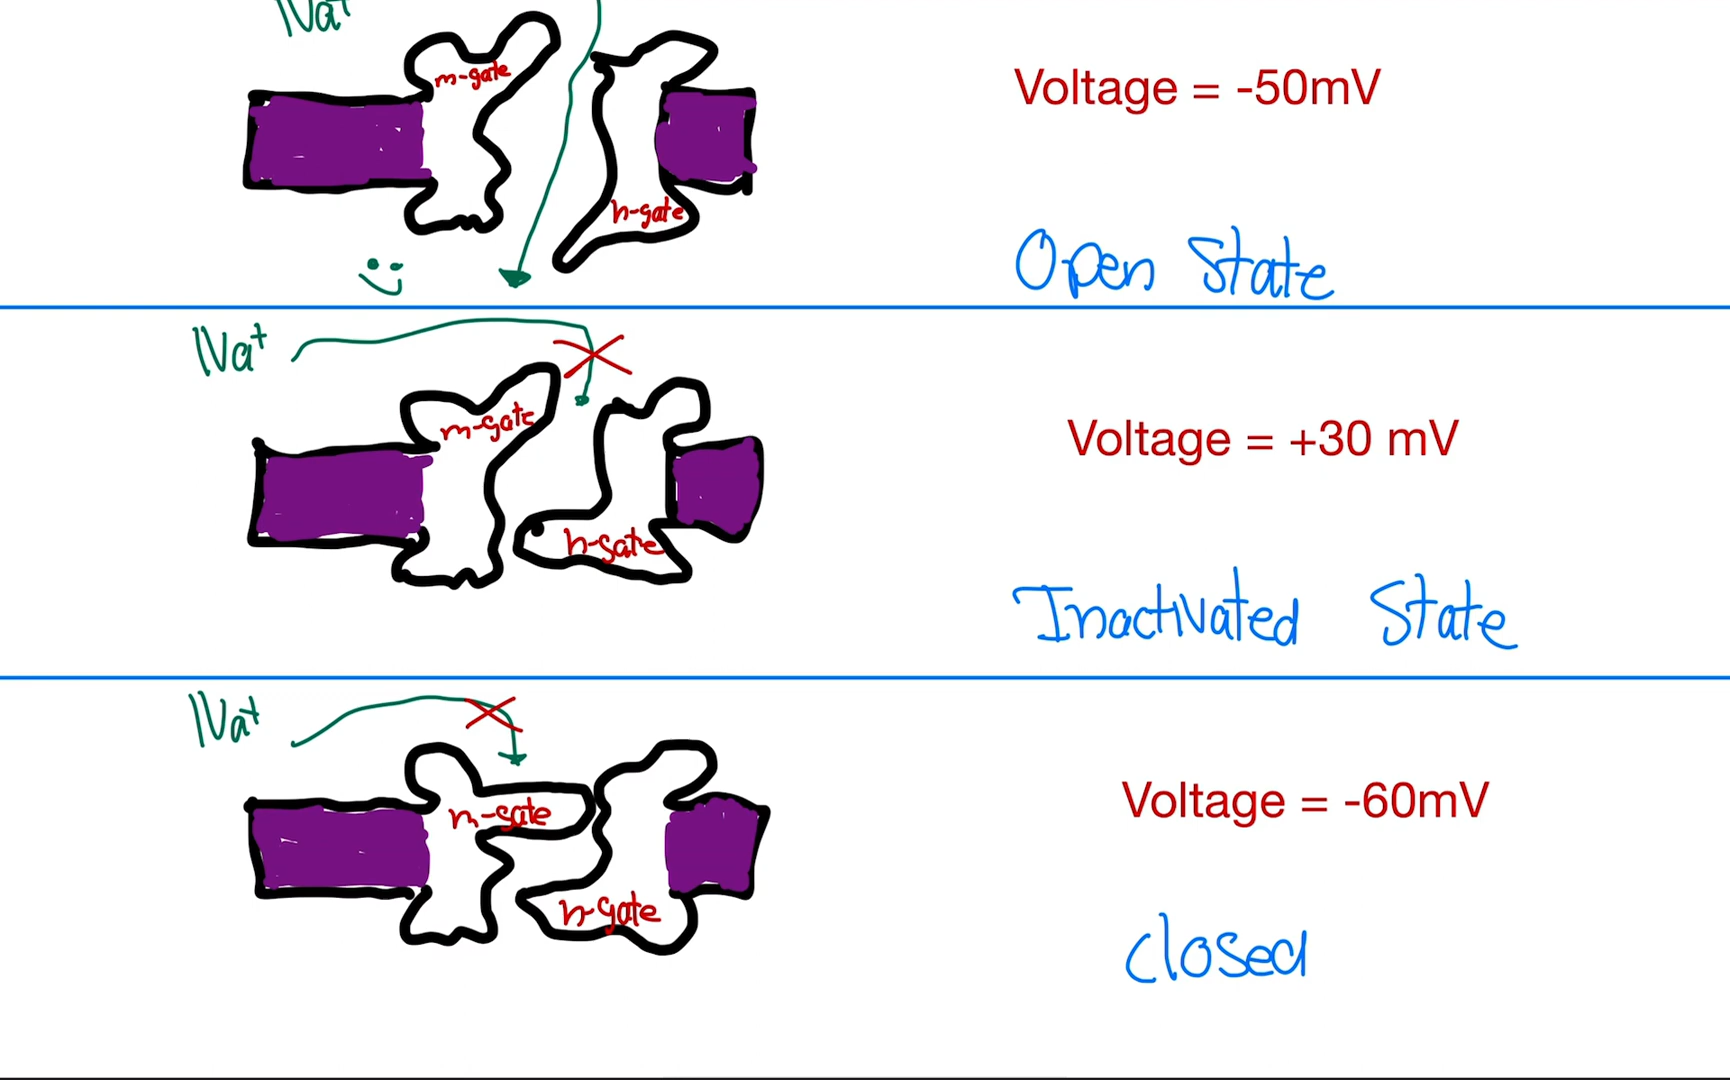 Na+
m-gate
Voltage = -50mV
h-gate
Open State
Na+
m-gate
Voltage = +30 mV
h-gate
Inactivated State
Na+
m-gate
Voltage = -60mV
h-gate
closed